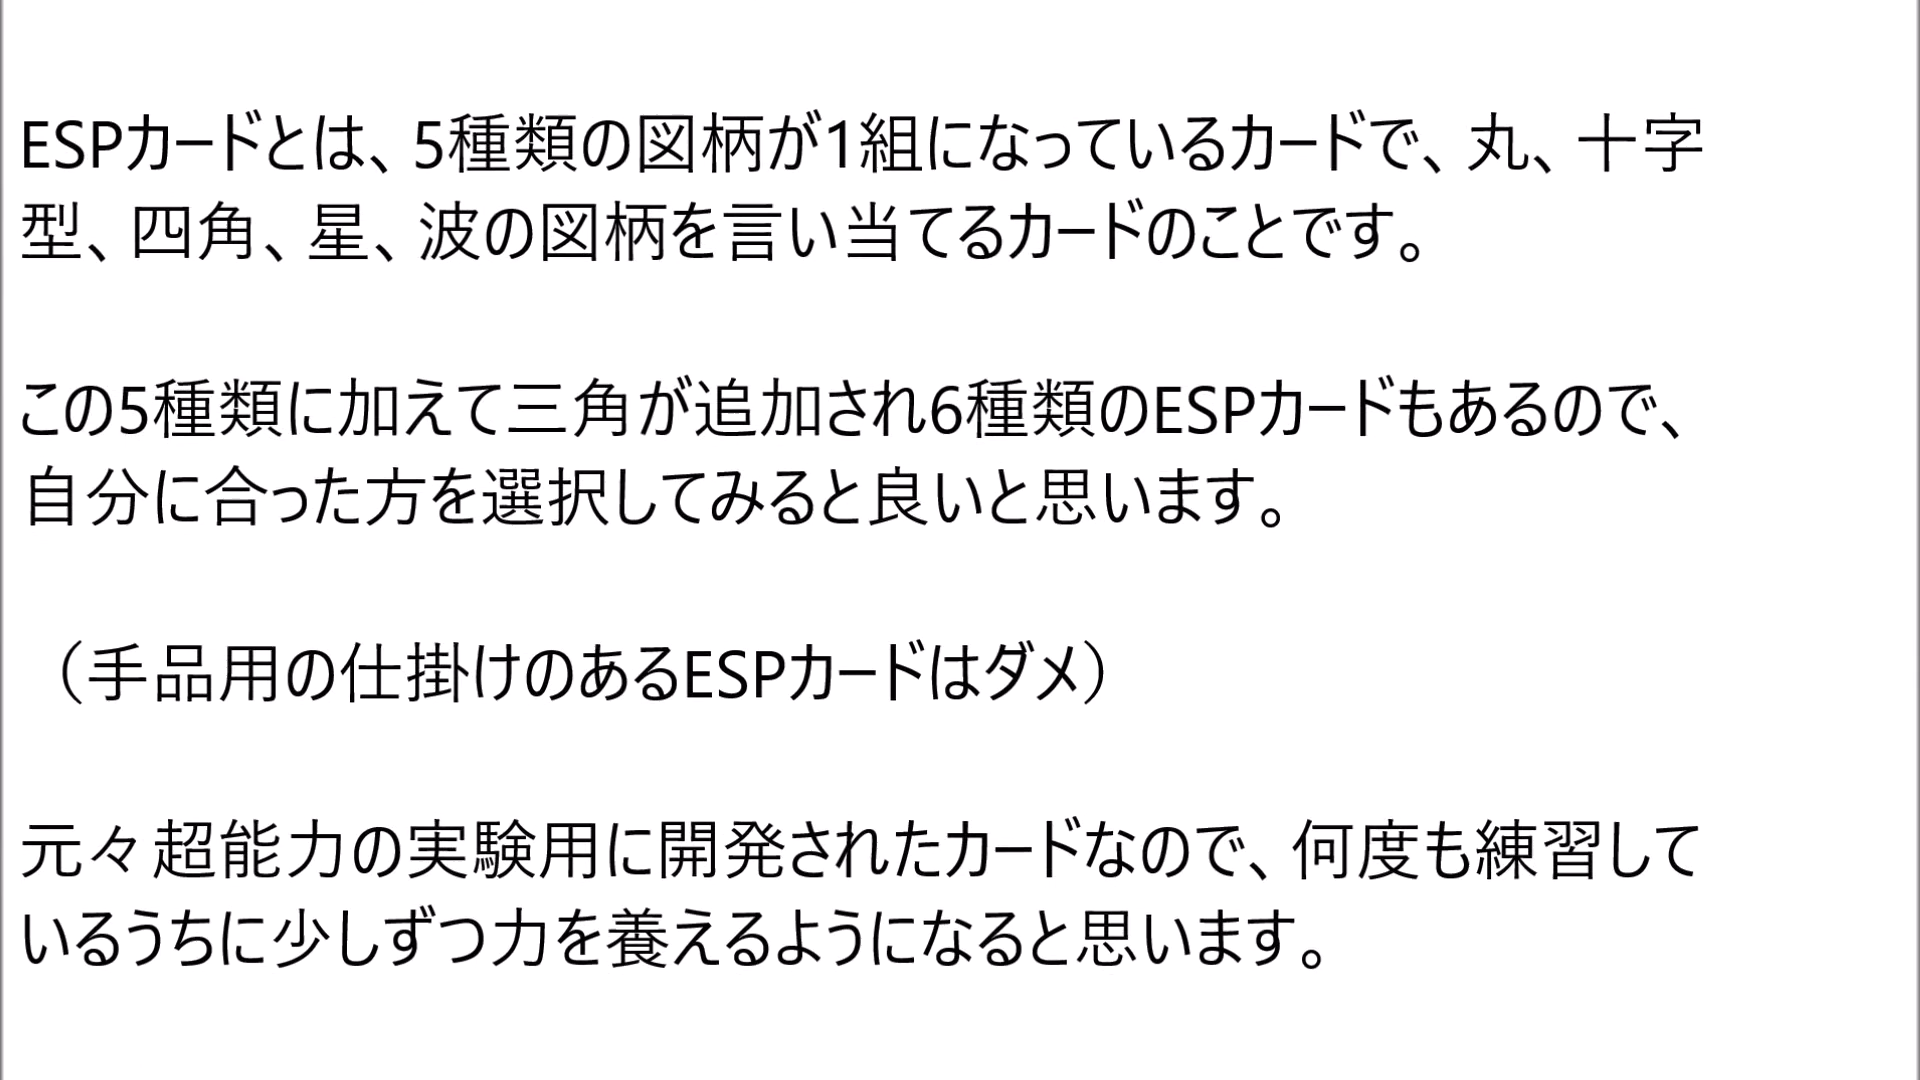 ESPカードとは、5種類の図柄が1組になっているカードで、丸、十字
型、四角、星、波の図柄を言い当てるカードのことです。
この5種類に加えて三角が追加され6種類のESPカードもあるので、
自分に合った方を選択してみると良いと思います。
（手品用の仕掛けのあるESPカードはダメ）
元々超能力の実験用に開発されたカードなので、何度も練習して
いるうちに少しずつ力を養えるようになると思います。